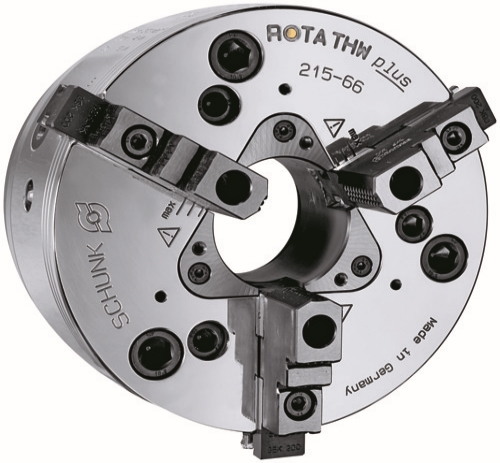 ROTA THW plus
215-66
max
SCHUNK
Made in Germany